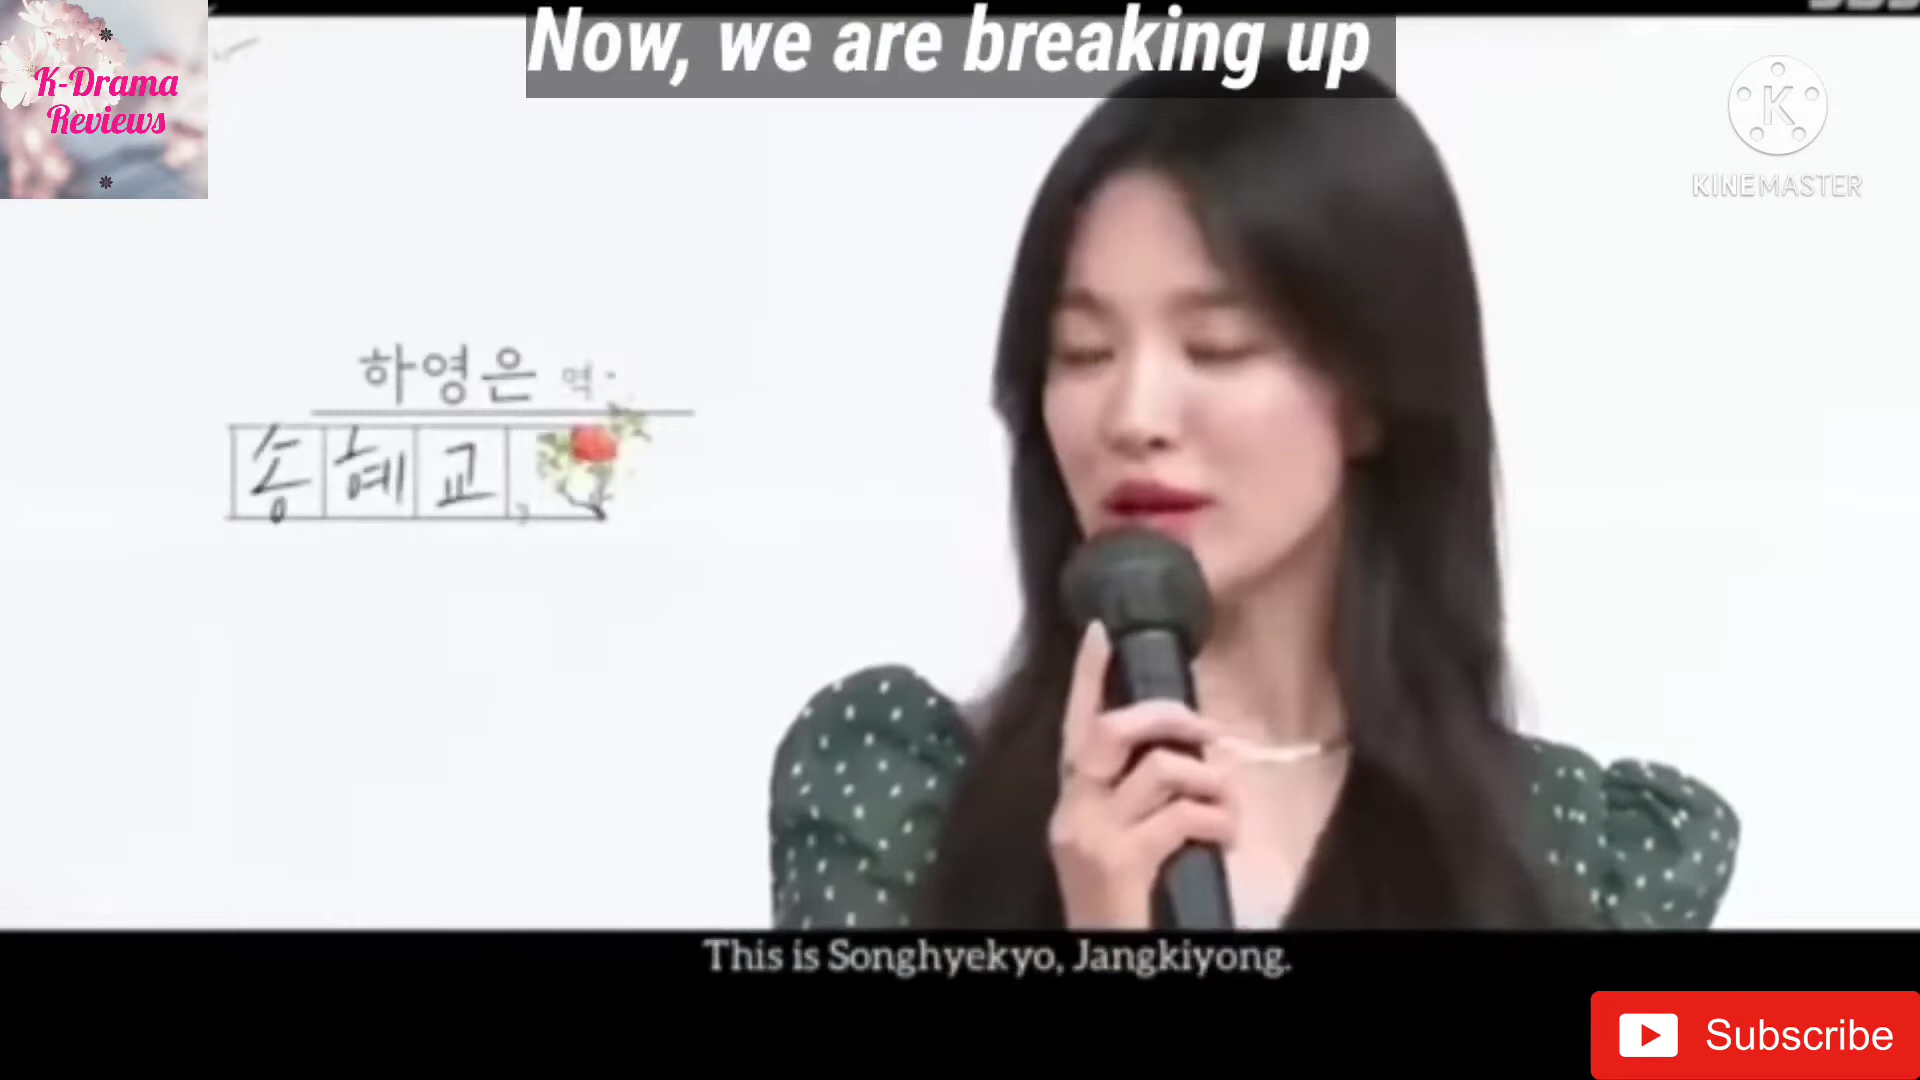 Now, we are breaking up
K-Drama
Reviews
K
KINEMASTER
하영은 역
송혜교
This is Songhyekyo, Jangkiyong.
Subscribe